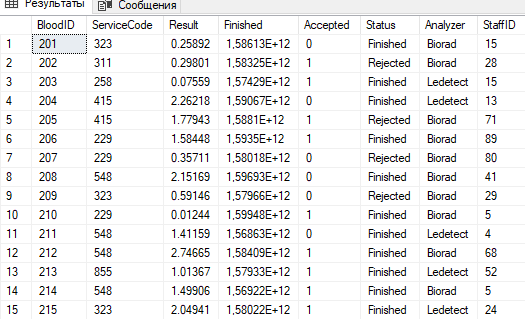 Результаты Сообщения
BloodID ServiceCode Result Finished Accepted Status Analyzer StaffID
1 201 323 0.25892 1,58613E+12 0 Finished Biorad 15
2 202 311 0.29801 1,58325E+12 1 Rejected Biorad 28
3 203 258 0.07559 1,57429E+12 1 Finished Ledetect 15
4 204 415 2.26218 1,59067E+12 0 Finished Ledetect 13
5 205 415 1.77943 1,5881E+12 1 Rejected Biorad 71
6 206 229 1.58448 1,5935E+12 1 Finished Biorad 89
7 207 229 0.35711 1,58018E+12 0 Rejected Biorad 80
8 208 548 2.15169 1,59693E+12 0 Finished Biorad 41
9 209 323 0.59146 1,57966E+12 0 Rejected Biorad 29
10 210 229 0.01244 1,59948E+12 1 Finished Biorad 5
11 211 548 1.41159 1,56863E+12 0 Finished Ledetect 4
12 212 548 2.74665 1,58409E+12 1 Finished Biorad 68
13 213 855 1.01367 1,57933E+12 1 Finished Ledetect 52
14 214 548 1.49906 1,56922E+12 1 Finished Biorad 5
15 215 323 2.04941 1,58022E+12 1 Finished Ledetect 24